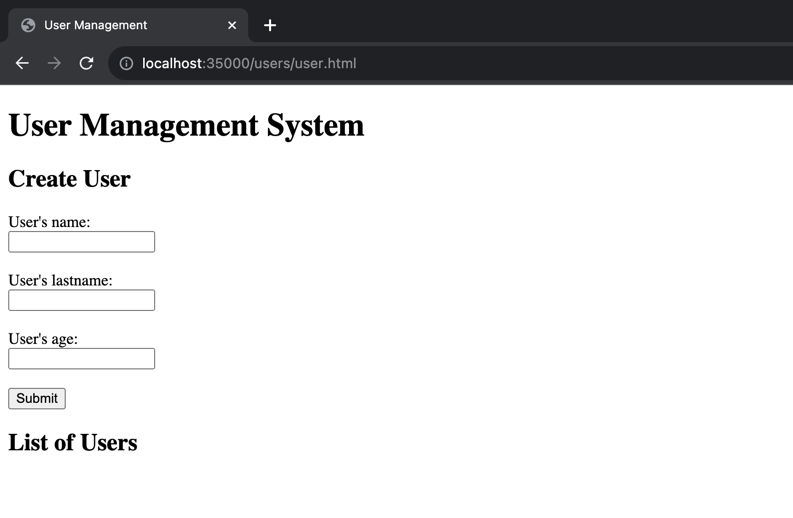 User Management
localhost:35000/users/user.html
User Management System
Create User
User's name:
User's lastname:
User's age:
Submit
List of Users